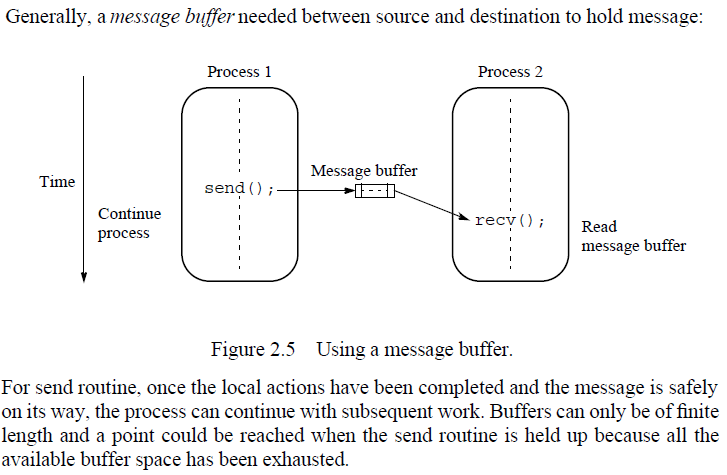 Generally, a message buffer needed between source and destination to hold message:
Process 1
Process 2
Message buffer
Time
send();
Continue
process
recv();
Read
message buffer
Figure 2.5 Using a message buffer.
For send routine, once the local actions have been completed and the message is safely
on its way, the process can continue with subsequent work. Buffers can only be of finite
length and a point could be reached when the send routine is held up because all the
available buffer space has been exhausted.